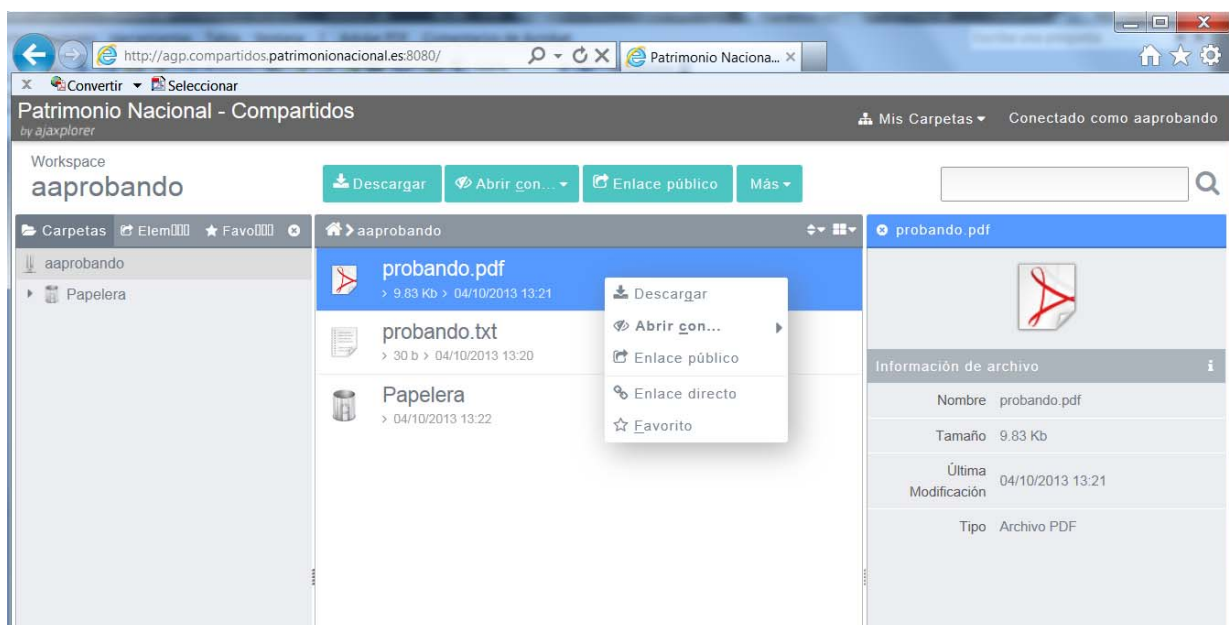 http://agp.compartidos.patrimonionacional.es:8080/
Patrimonio Naciona...
x Convertir Seleccionar
Patrimonio Nacional - Compartidos
by ajaxplorer
Mis Carpetas
Conectado como aaprobando
Workspace
aaprobando
Descargar
Abrir con...
Enlace público
Más
Carpetas
Elem
Favo
aaprobando
probando.pdf
aaprobando
Papelera
probando.pdf
> 9.83 Kb > 04/10/2013 13:21
probando.txt
> 30 b > 04/10/2013 13:20
Papelera
> 04/10/2013 13:22
Descargar
Abrir con...
Enlace público
Enlace directo
Favorito
Información de archivo
Nombre probando.pdf
Tamaño 9.83 Kb
Última
Modificación
04/10/2013 13:21
Tipo Archivo PDF